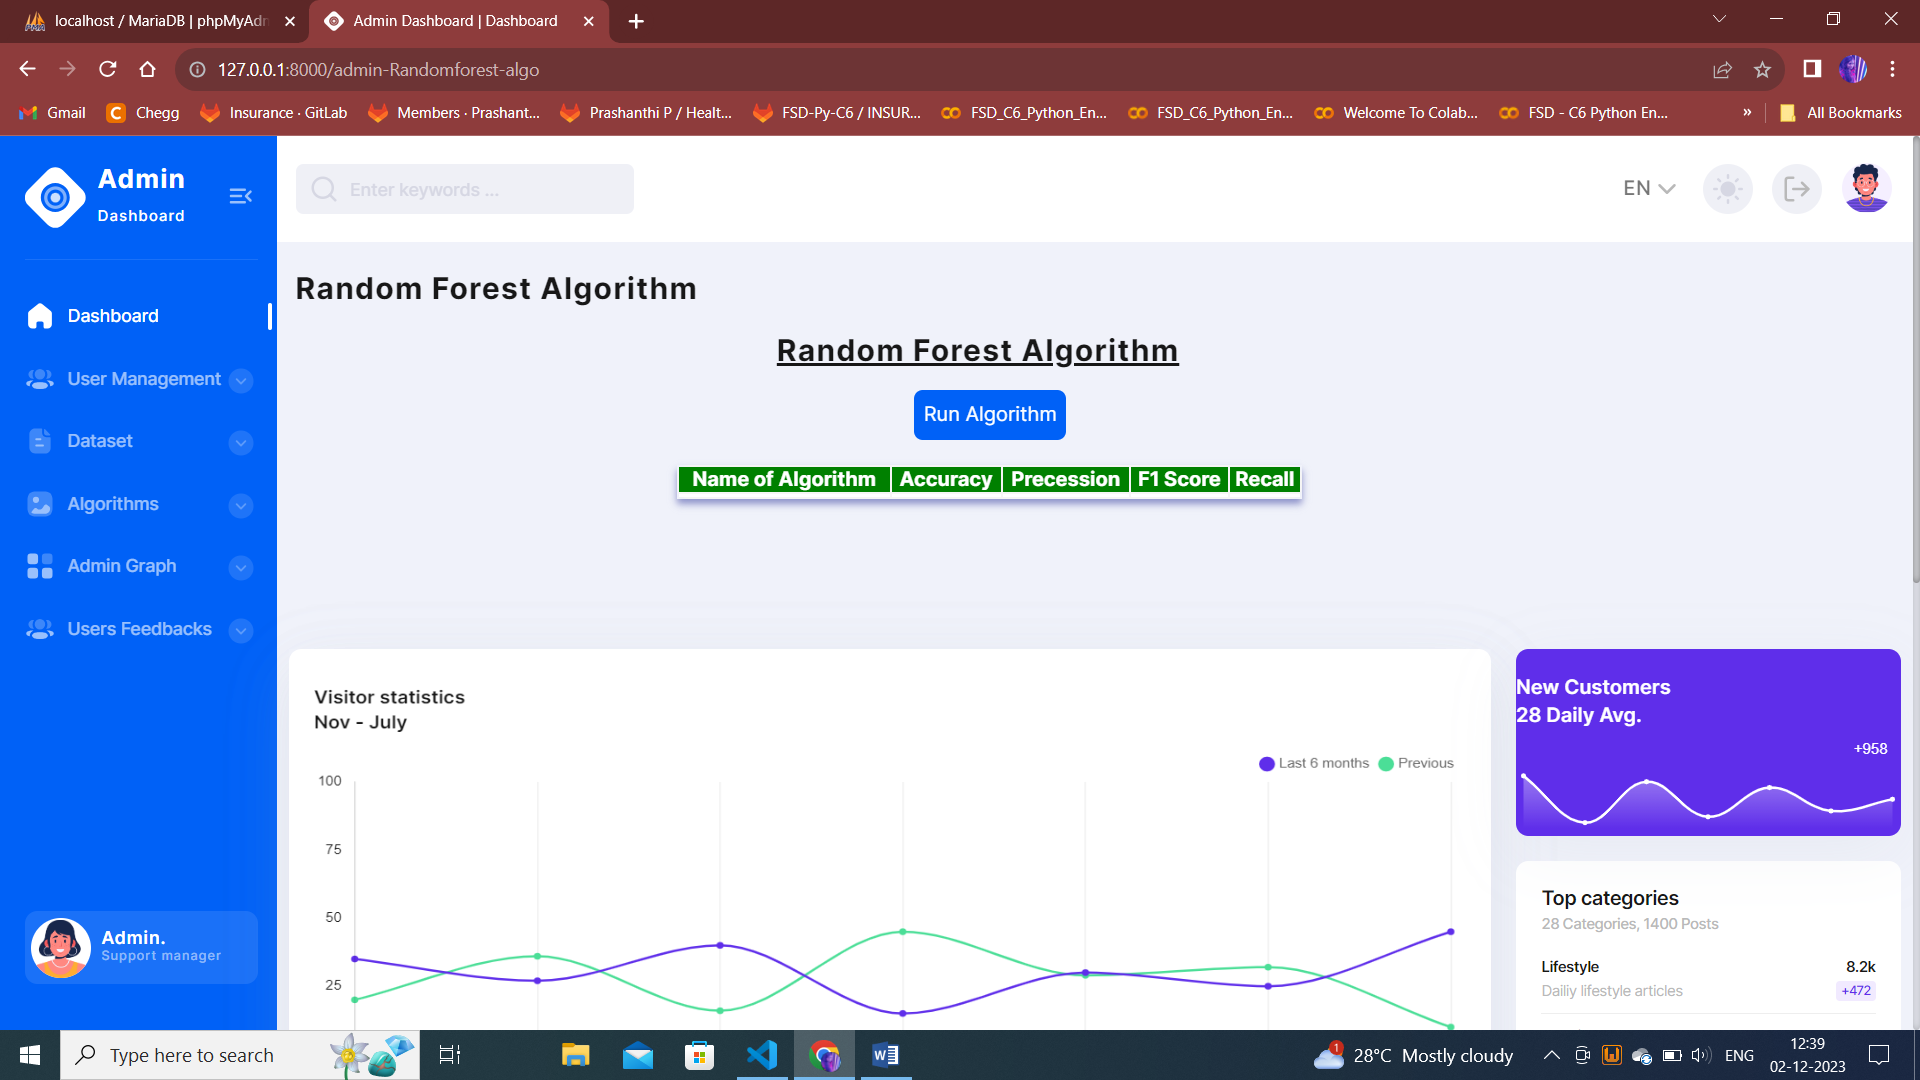 localhost / MariaDB | phpMyAdn
Admin Dashboard | Dashboard
127.0.0.1:8000/admin-Randomforest-algo
Gmail
Chegg
Insurance · GitLab
Members · Prashant...
Prashanthi P / Healt...
FSD-Py-C6 / INSUR...
FSD_C6_Python_En...
FSD_C6_Python_En...
Welcome To Colab...
FSD - C6 Python En...
»
All Bookmarks
Admin
Dashboard
Enter keywords ...
EN
Dashboard
User Management
Dataset
Algorithms
Admin Graph
Users Feedbacks
Admin.
Support manager
Random Forest Algorithm
Random Forest Algorithm
Run Algorithm
Name of Algorithm Accuracy Precession F1 Score Recall
Visitor statistics
Nov - July
Last 6 months Previous
100
75
50
25
New Customers
28 Daily Avg.
+958
Top categories
28 Categories, 1400 Posts
Lifestyle 8.2k
Dailiy lifestyle articles +472
Type here to search
1
28°C Mostly cloudy
ENG
12:39
02-12-2023